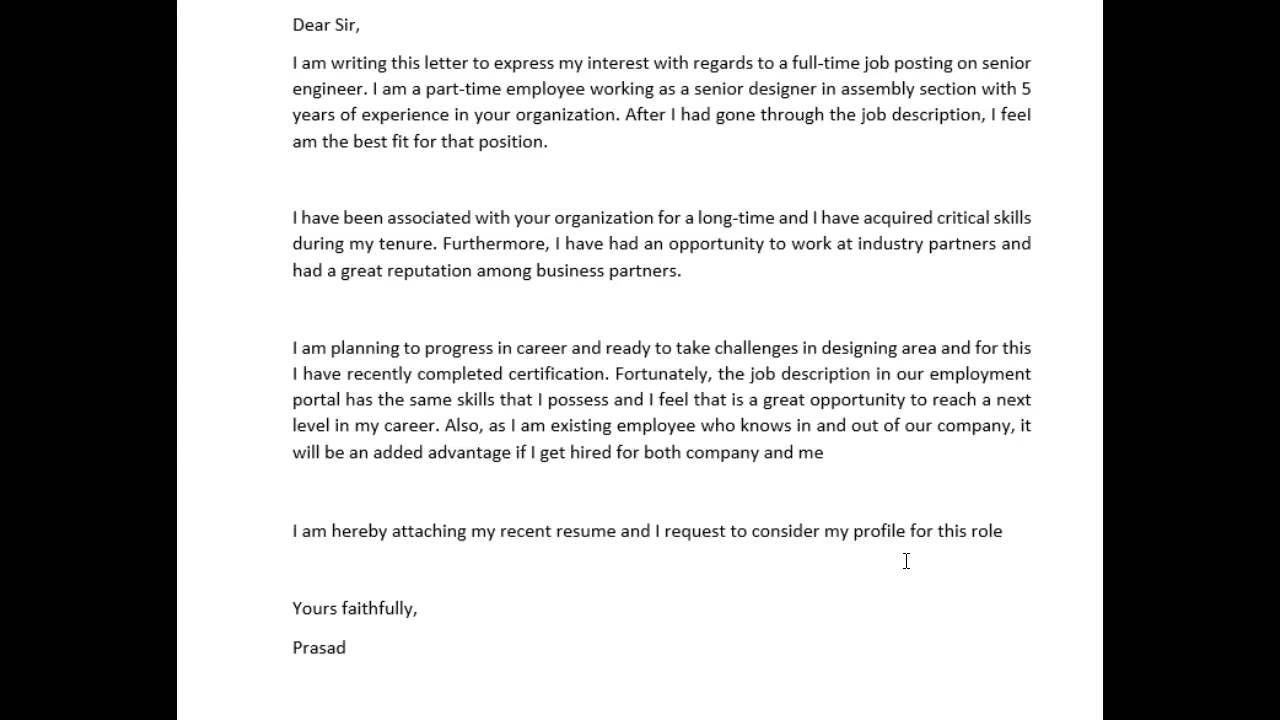 Dear Sir,
I am writing this letter to express my interest with regards to a full-time job posting on senior
engineer. I am a part-time employee working as a senior designer in assembly section with 5
years of experience in your organization. After I had gone through the job description, I feel
am the best fit for that position.
I have been associated with your organization for a long-time and I have acquired critical skills
during my tenure. Furthermore, I have had an opportunity to work at industry partners and
had a great reputation among business partners.
I am planning to progress in career and ready to take challenges in designing area and for this
I have recently completed certification. Fortunately, the job description in our employment
portal has the same skills that I possess and I feel that is a great opportunity to reach a next
level in my career. Also, as I am existing employee who knows in and out of our company, it
will be an added advantage if I get hired for both company and me
I am hereby attaching my recent resume and I request to consider my profile for this role
Yours faithfully,
Prasad